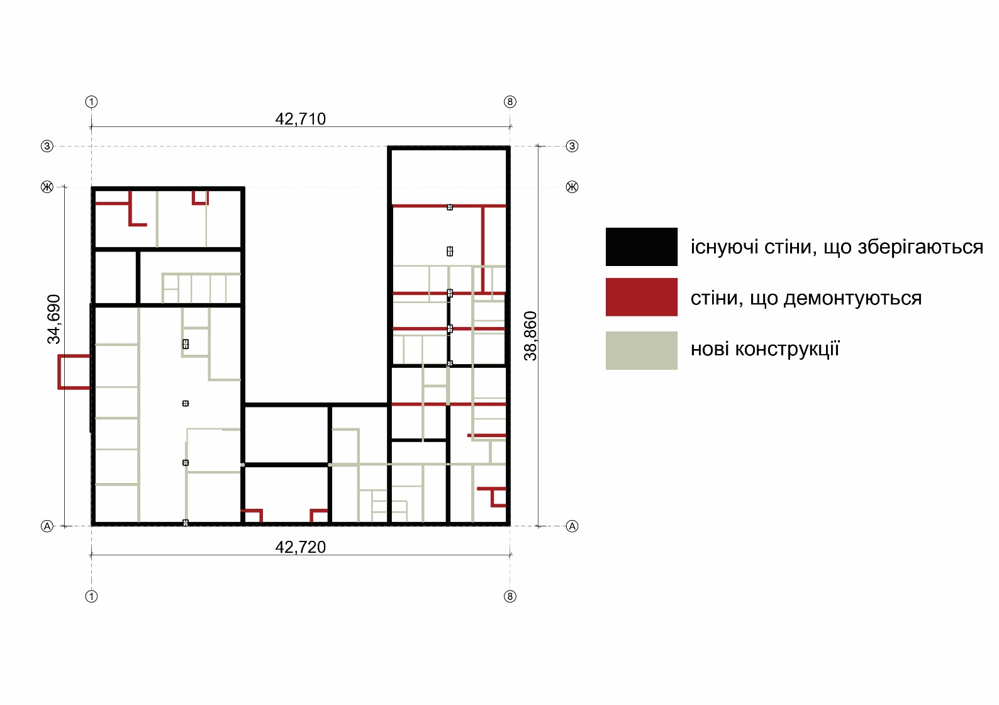 1
8
42,710
З
З
Ж
Ж
існуючі стіни, що зберігаються
стіни, що демонтуються
34,690
38,860
нові конструкції
А
А
42,720
1
8